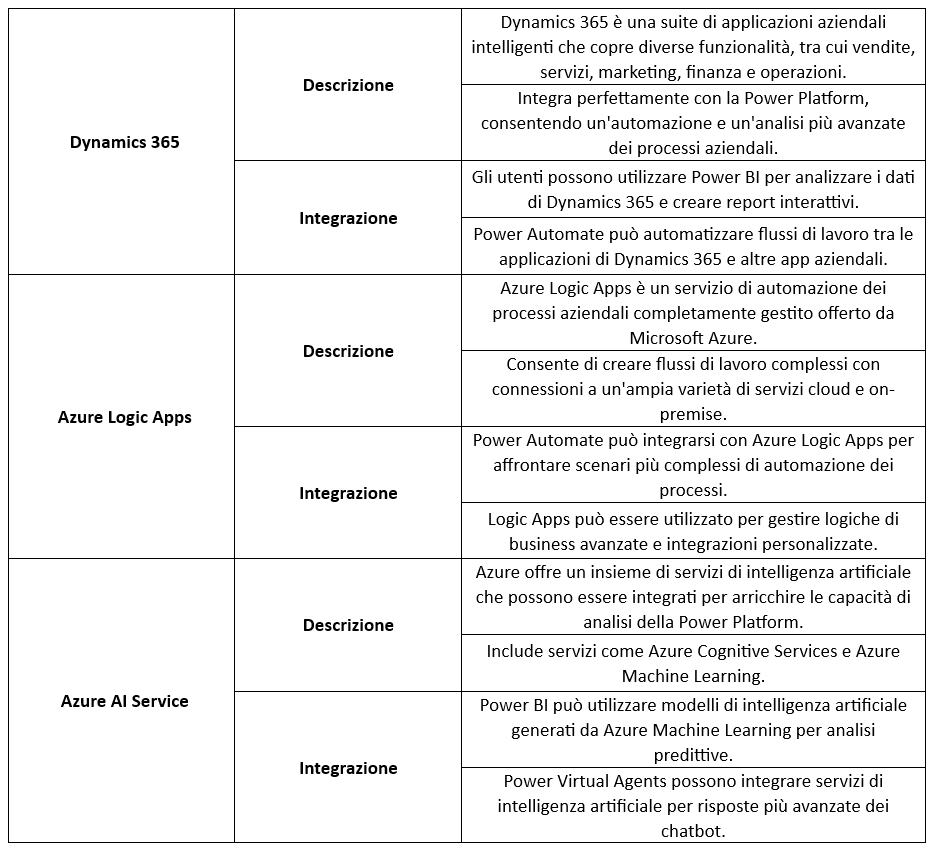 Dynamics 365
Descrizione
Dynamics 365 è una suite di applicazioni aziendali
intelligenti che copre diverse funzionalità, tra cui vendite,
servizi, marketing, finanza e operazioni.
Integra perfettamente con la Power Platform,
consentendo un'automazione e un'analisi più avanzate
dei processi aziendali.
Integrazione
Gli utenti possono utilizzare Power BI per analizzare i dati
di Dynamics 365 e creare report interattivi.
Power Automate può automatizzare flussi di lavoro tra le
applicazioni di Dynamics 365 e altre app aziendali.
Azure Logic Apps
Descrizione
Azure Logic Apps è un servizio di automazione dei
processi aziendali completamente gestito offerto da
Microsoft Azure.
Consente di creare flussi di lavoro complessi con
connessioni a un'ampia varietà di servizi cloud e on-
premise.
Integrazione
Power Automate può integrarsi con Azure Logic Apps per
affrontare scenari più complessi di automazione dei
processi.
Logic Apps può essere utilizzato per gestire logiche di
business avanzate e integrazioni personalizzate.
Azure AI Service
Descrizione
Azure offre un insieme di servizi di intelligenza artificiale
che possono essere integrati per arricchire le capacità di
analisi della Power Platform.
Include servizi come Azure Cognitive Services e Azure
Machine Learning.
Integrazione
Power BI può utilizzare modelli di intelligenza artificiale
generati da Azure Machine Learning per analisi
predittive.
Power Virtual Agents possono integrare servizi di
intelligenza artificiale per risposte più avanzate dei
chatbot.